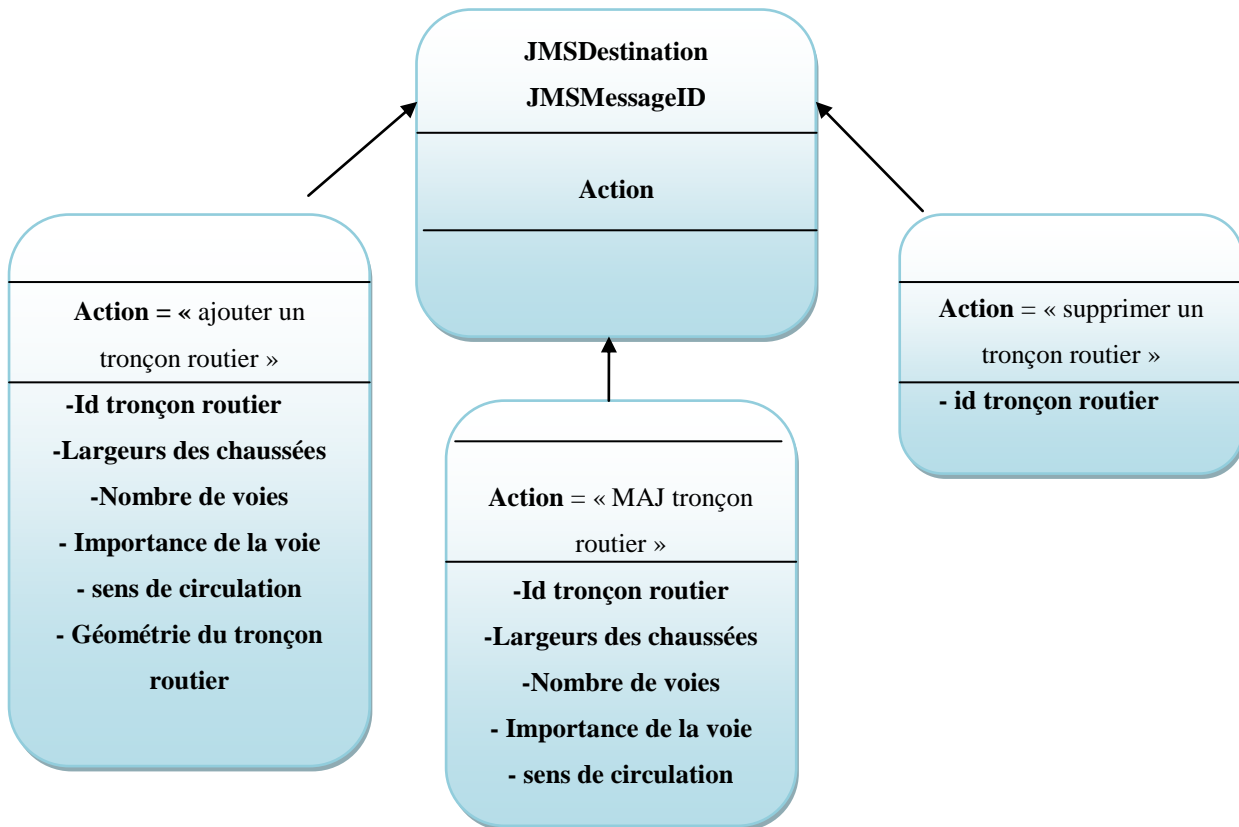 JMSDestination
JMSMessageID
Action
Action = « ajouter un
tronçon routier »
-Id tronçon routier
-Largeurs des chaussées
-Nombre de voies
- Importance de la voie
- sens de circulation
- Géométrie du tronçon
routier
Action = « MAJ tronçon
routier »
-Id tronçon routier
-Largeurs des chaussées
-Nombre de voies
- Importance de la voie
- sens de circulation
Action = « supprimer un
tronçon routier »
- id tronçon routier